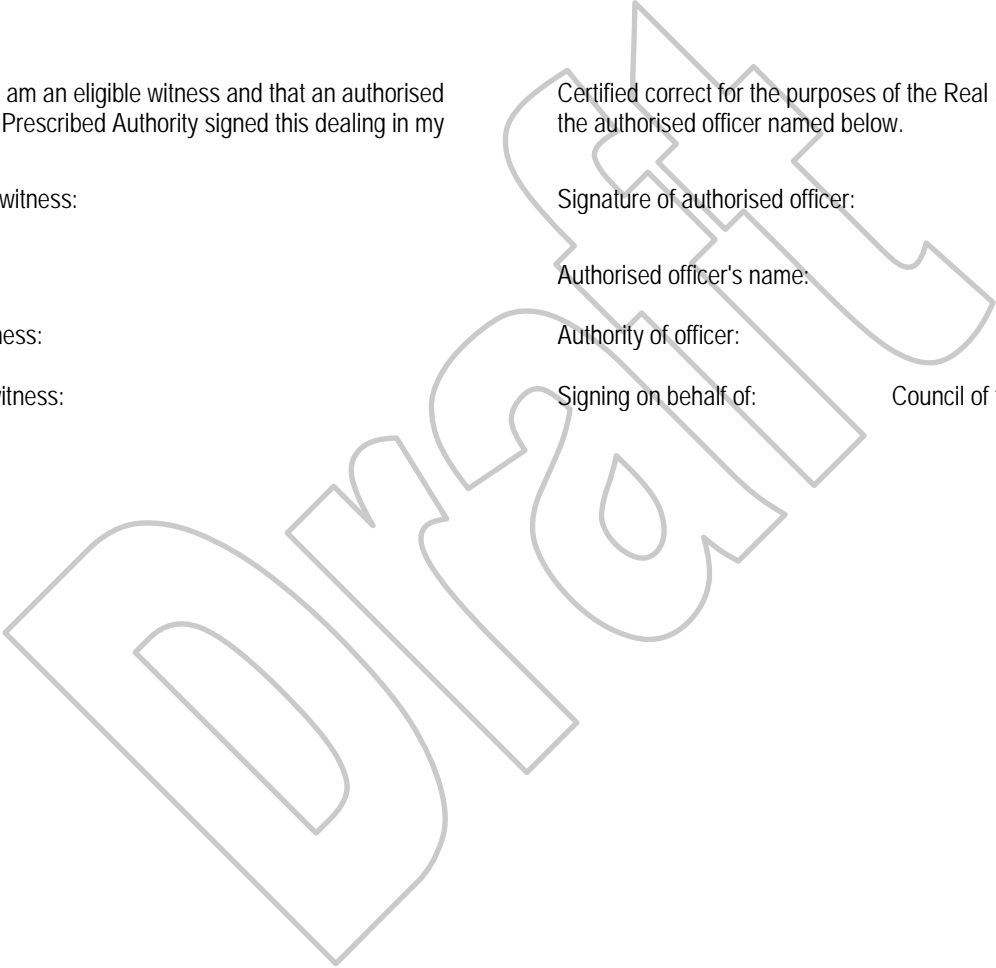 am an eligible witness and that an authorised
Prescribed Authority signed this dealing in my
witness:
ness:
witness:
Certified correct for the purposes of the Real
the authorised officer named below.
Signature of authorised officer:
Authorised officer's name:
Authority of officer:
Signing on behalf of: Council of
Draft